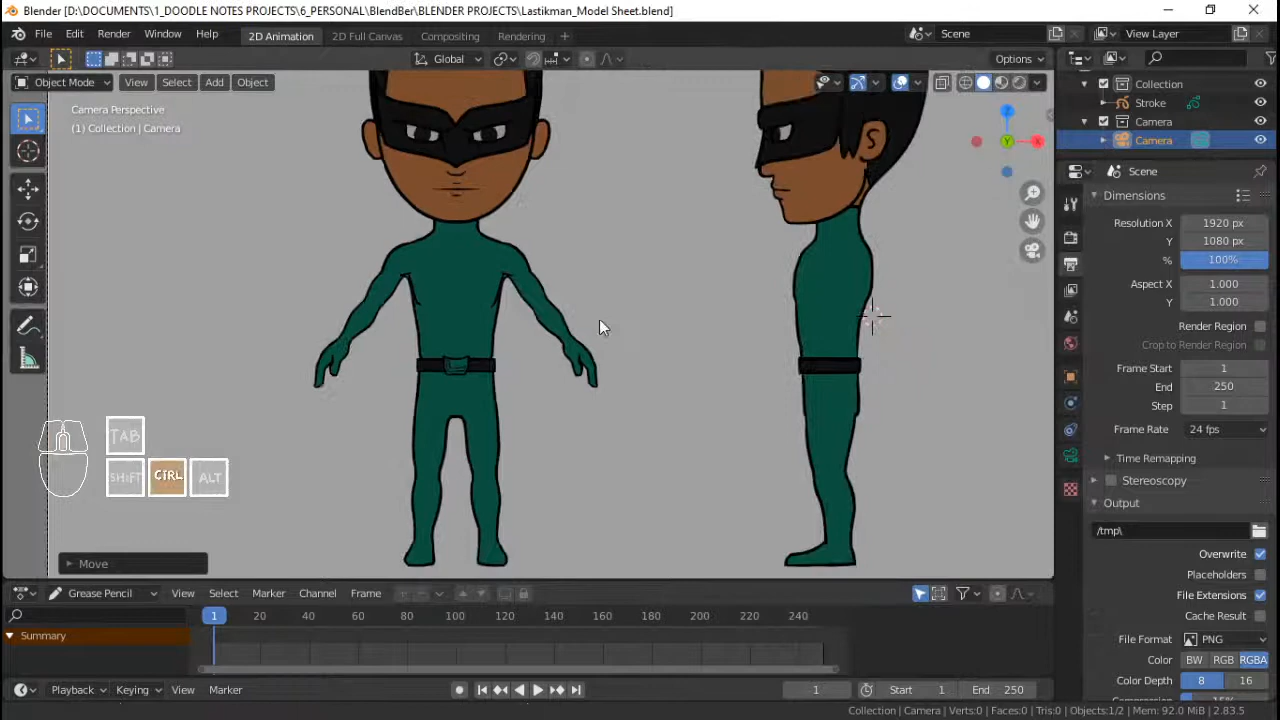 Blender [D:\DOCUMENTS\1_DOODLE NOTES PROJECTS\6_PERSONAL\BlendBer\BLENDER PROJECTS\Lastikman_Model Sheet.blend]
File Edit Render Window Help 2D Animation 2D Full Canvas Compositing Rendering + Scene View Layer
Global Options
Object Mode View Select Add Object
Camera Perspective
(1) Collection | Camera
Collection
Stroke
Camera
Camera
Scene
Dimensions
Resolution X 1920 px
Y 1080 px
% 100%
Aspect X 1.000
Y 1.000
Render Region
Crop to Render Region
Frame Start 1
End 250
Step 1
Frame Rate 24 fps
Time Remapping
Stereoscopy
Output
/tmp\
Overwrite
Placeholders
File Extensions
Cache Result
File Format PNG
Color BW RGB RGBA
Color Depth 8 16
15%
X
Y
TAB
SHiFT CTRL ALT
Move
Grease Pencil View Select Marker Channel Frame
1 20 40 60 80 100 120 140 160 180 200 220 240
Summary
Playback Keying View Marker 1 Start 1 End 250
Collection | Camera | Verts:0 | Faces:0 | Tris:0 | Objects:1/2 | Mem: 92.0 MiB | 2.83.5